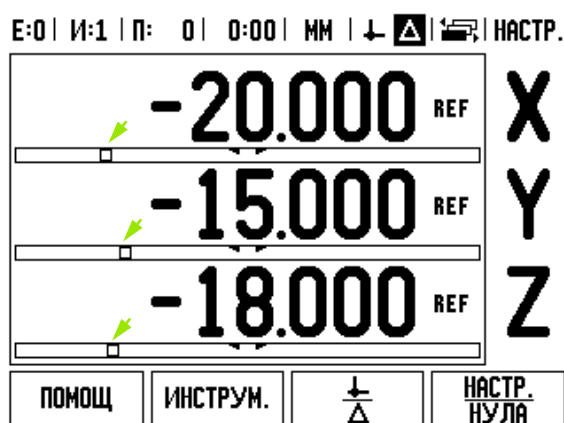 E:0 | И:1 | П: 0 | 0:00 | ММ | Δ | НАСТР.
-20.000 REF X
-15.000 REF Y
-18.000 REF Z
ПОМОЩ ИНСТРУМ. Δ НАСТР. НУЛА